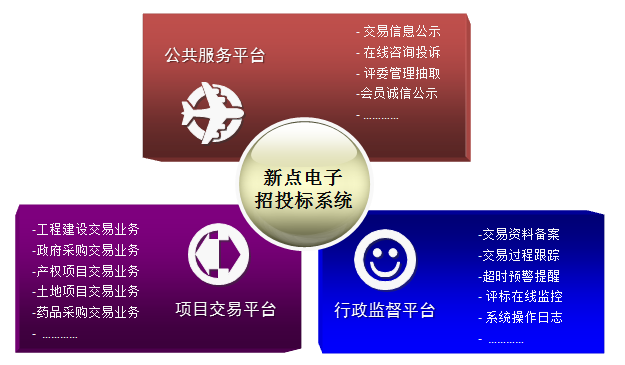 公共服务平台
- 交易信息公示
- 在线咨询投诉
- 评委管理抽取
-会员诚信公示
- …………
新点电子
招投标系统
-工程建设交易业务
-政府采购交易业务
-产权项目交易业务
-土地项目交易业务
-药品采购交易业务
- …………
项目交易平台
行政监督平台
-交易资料备案
-交易过程跟踪
-超时预警提醒
- 评标在线监控
- 系统操作日志
- …………